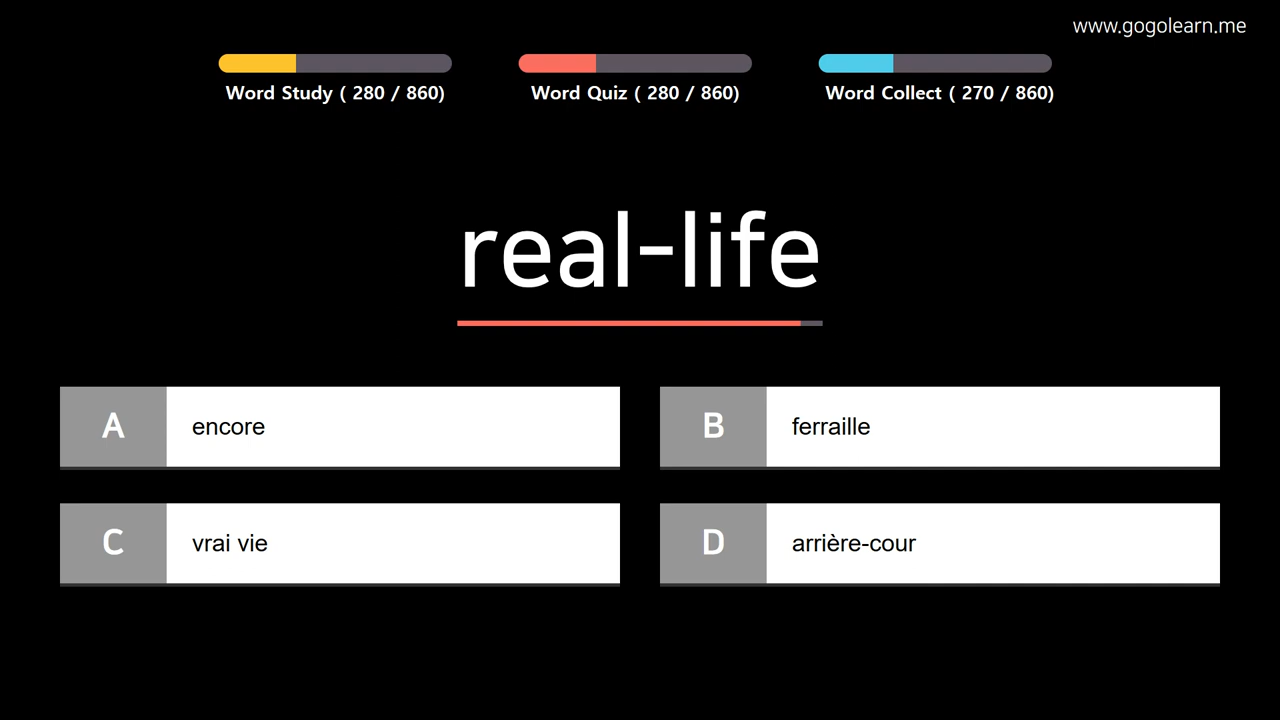 www.gogolearn.me
Word Study ( 280 / 860)
Word Quiz ( 280 / 860)
Word Collect ( 270 / 860)
real-life
A encore
B ferraille
C vrai vie
D arrière-cour